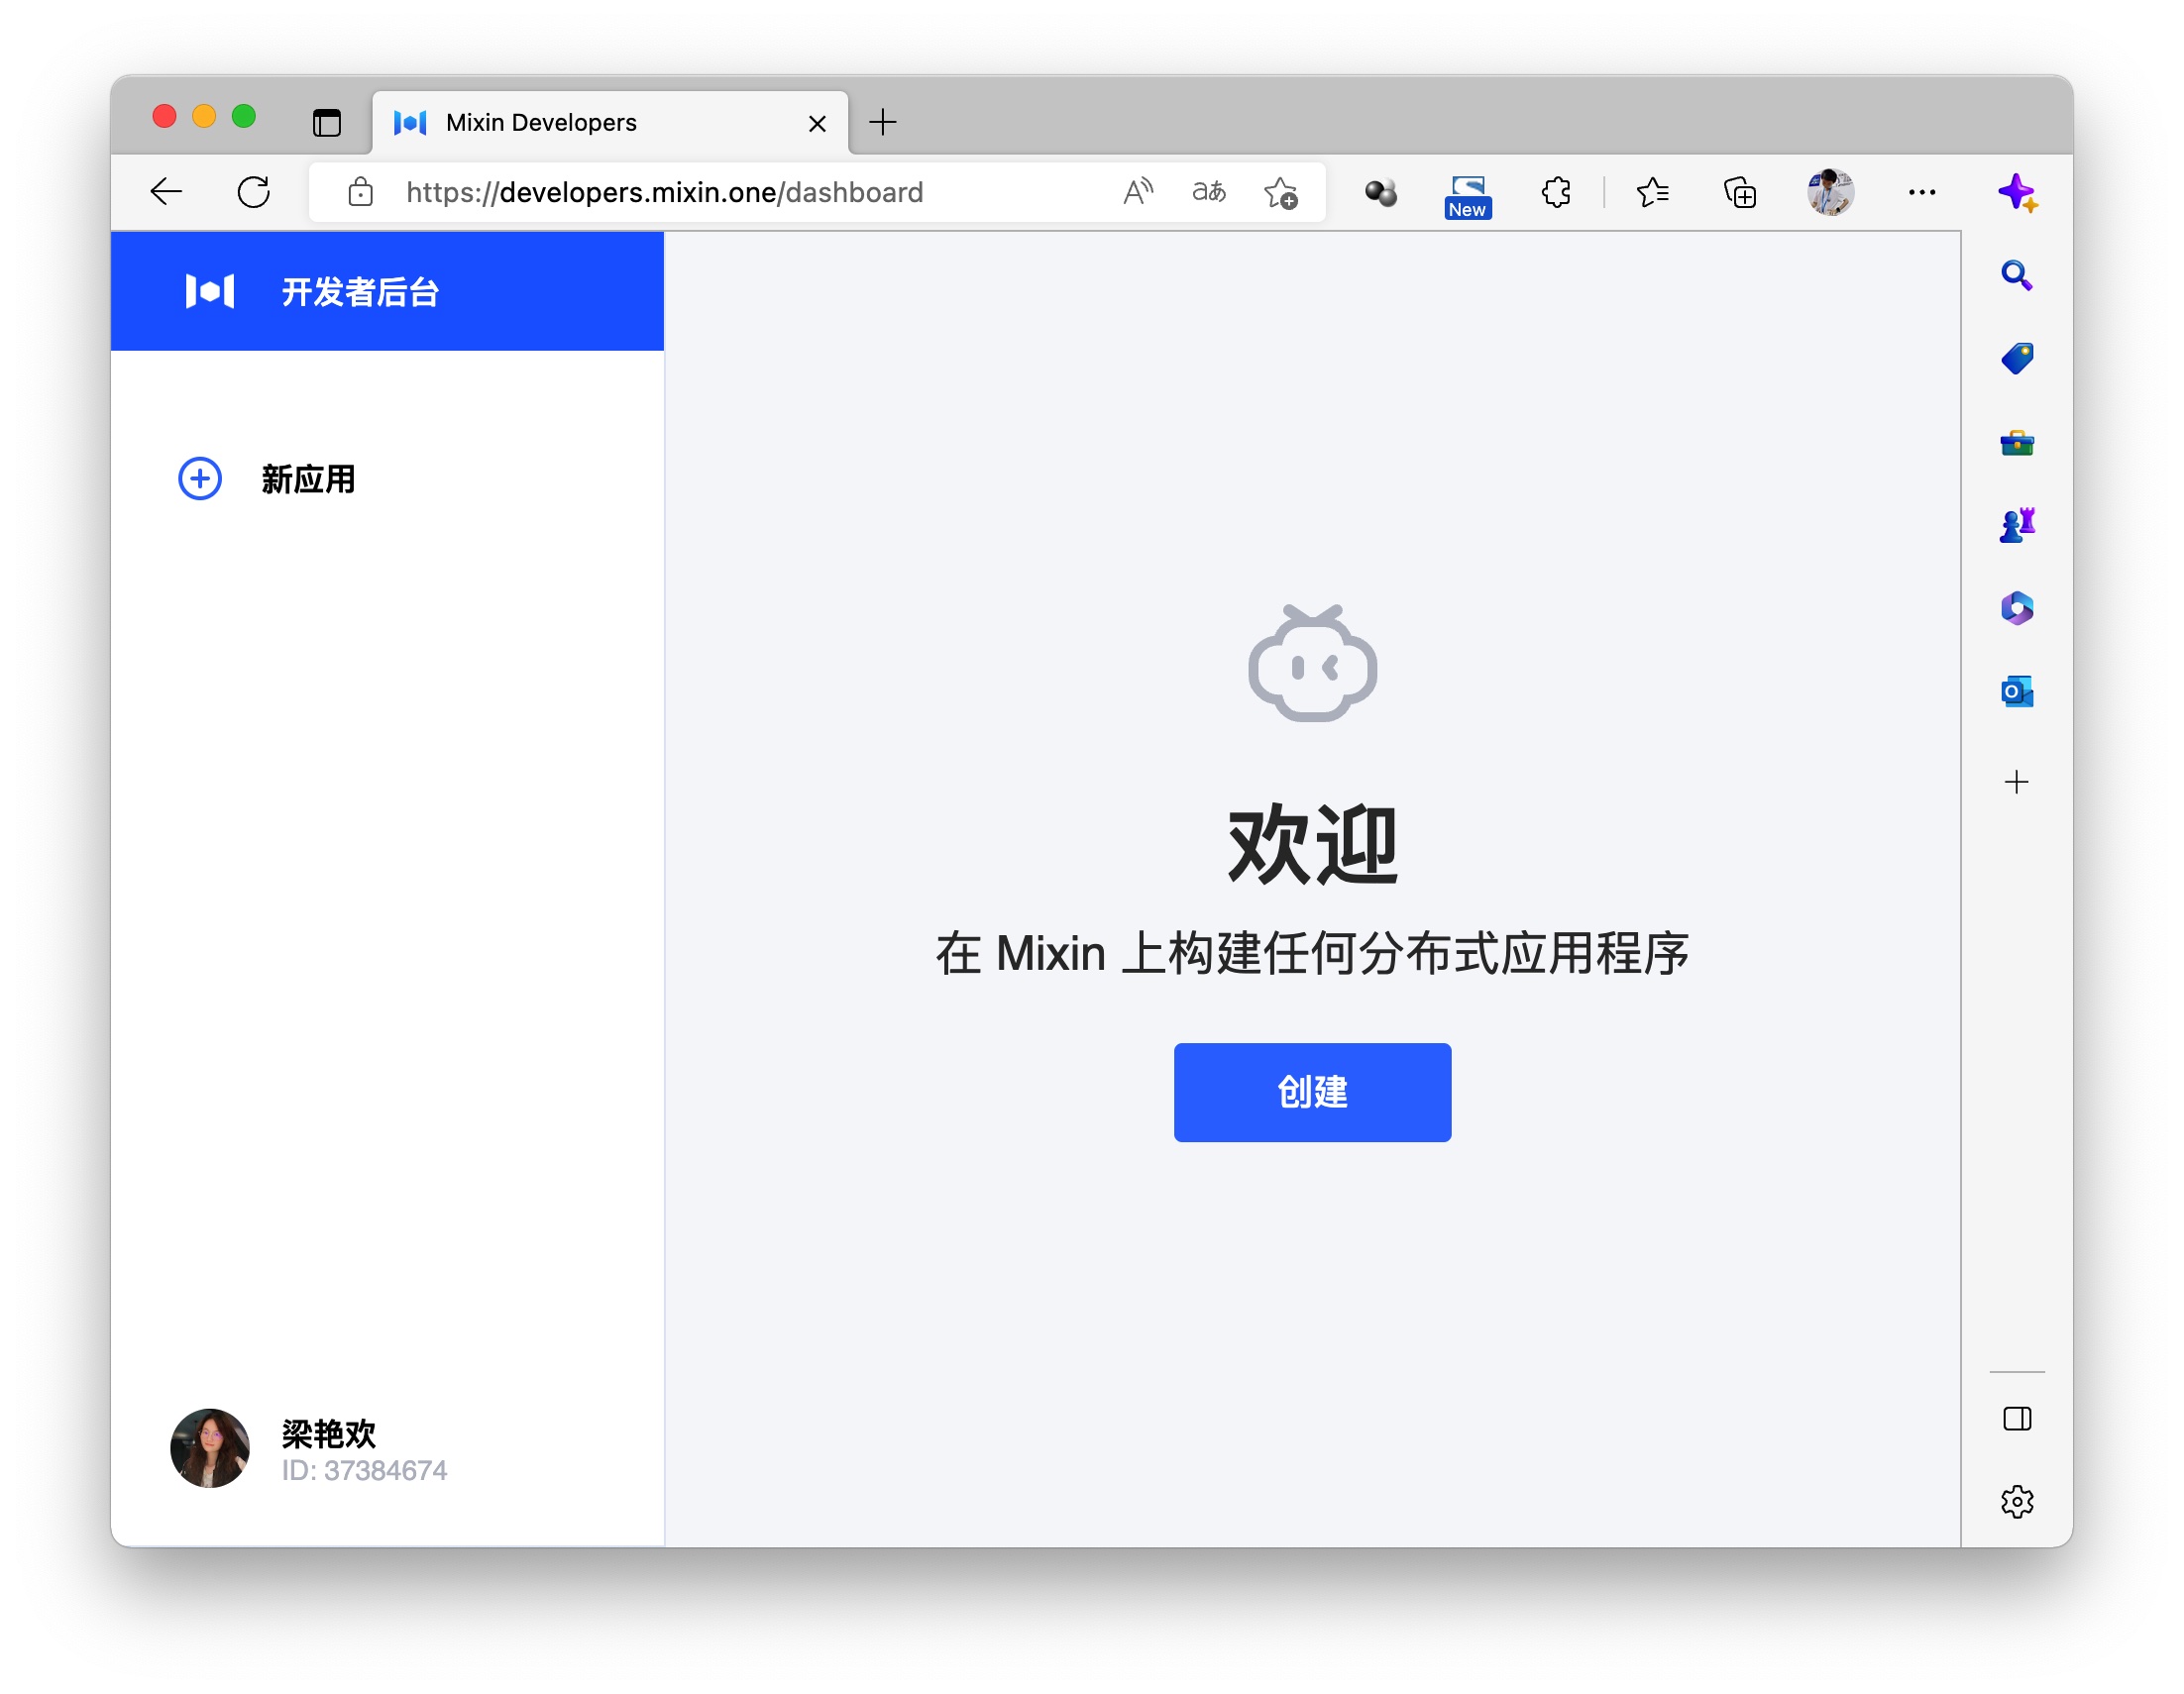 Mixin Developers
https://developers.mixin.one/dashboard
A
aあ
New
开发者后台
新应用
欢迎
在 Mixin 上构建任何分布式应用程序
创建
梁艳欢
ID: 37384674